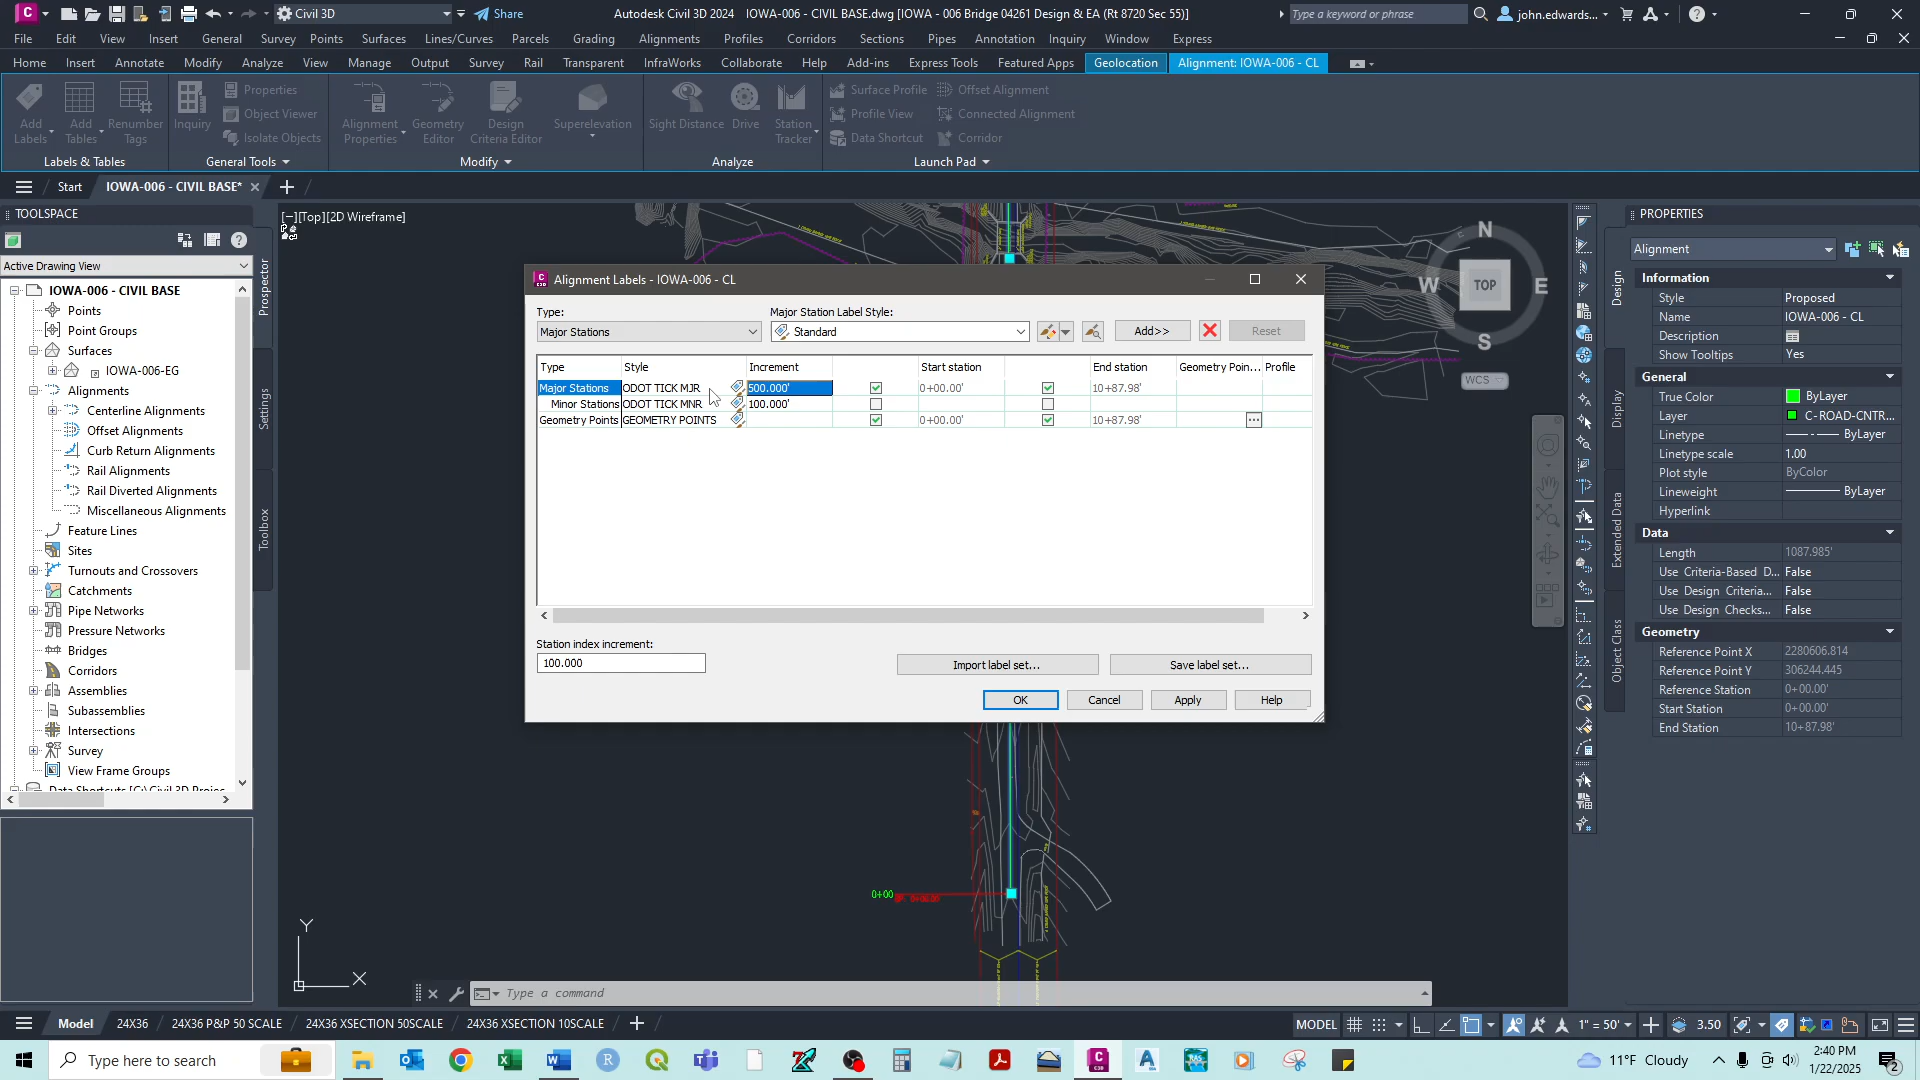 Civil 3D
Share
Autodesk Civil 3D 2024 IOWA-006 - CIVIL BASE.dwg [IOWA - 006 Bridge 04261 Design & EA (Rt 8720 Sec 55)]
Type a keyword or phrase
john.edwards...
File Edit View Insert General Survey Points Surfaces Lines/Curves Parcels Grading Alignments Profiles Corridors Sections Pipes Annotation Inquiry Window Express
Home Insert Annotate Modify Analyze View Manage Output Survey Rail Transparent InfraWorks Collaborate Help Add-ins Express Tools Featured Apps Geolocation Alignment: IOWA-006 - CL
Add Labels
Add Tables
Renumber Tags
Inquiry
Properties
Object Viewer
Isolate Objects
Alignment Properties
Geometry Editor
Design Criteria Editor
Superelevation
Sight Distance
Drive
Station Tracker
Surface Profile
Profile View
Data Shortcut
Offset Alignment
Connected Alignment
Corridor
Labels & Tables
General Tools
Modify
Analyze
Launch Pad
Start
IOWA-006 - CIVIL BASE*
TOOLSPACE
Active Drawing View
IOWA-006 - CIVIL BASE
Points
Point Groups
Surfaces
IOWA-006-EG
Alignments
Centerline Alignments
Offset Alignments
Curb Return Alignments
Rail Alignments
Rail Diverted Alignments
Miscellaneous Alignments
Feature Lines
Sites
Turnouts and Crossovers
Catchments
Pipe Networks
Pressure Networks
Bridges
Corridors
Assemblies
Subassemblies
Intersections
Survey
View Frame Groups
Prospector
Settings
Toolbox
[−][Top][2D Wireframe]
Alignment Labels - IOWA-006 - CL
Type:
Major Stations
Major Station Label Style:
Standard
Add>>
Reset
Type Style Increment Start station End station Geometry Poin... Profile
Major Stations ODOT TICK MJR 500.000' 0+00.00' 10+87.98'
Minor Stations ODOT TICK MNR 100.000'
Geometry Points GEOMETRY POINTS 0+00.00' 10+87.98' ...
Station index increment:
100.000
Import label set...
Save label set...
OK
Cancel
Apply
Help
0+00
N
W TOP E
S
WCS
Y
X
Type a command
PROPERTIES
Alignment
Design
Display
Extended Data
Object Class
Information
Style Proposed
Name IOWA-006 - CL
Description
Show Tooltips Yes
General
True Color ByLayer
Layer C-ROAD-CNTR...
Linetype ByLayer
Linetype scale 1.00
Plot style ByColor
Lineweight ByLayer
Hyperlink
Data
Length 1087.985'
Use Criteria-Based D... False
Use Design Criteria... False
Use Design Checks... False
Geometry
Reference Point X 2280606.814
Reference Point Y 306244.445
Reference Station 0+00.00'
Start Station 0+00.00'
End Station 10+87.98'
Model 24X36 24X36 P&P 50 SCALE 24X36 XSECTION 50SCALE 24X36 XSECTION 10SCALE
MODEL
1" = 50'
3.50
Type here to search
11°F Cloudy
2:40 PM
1/22/2025
2